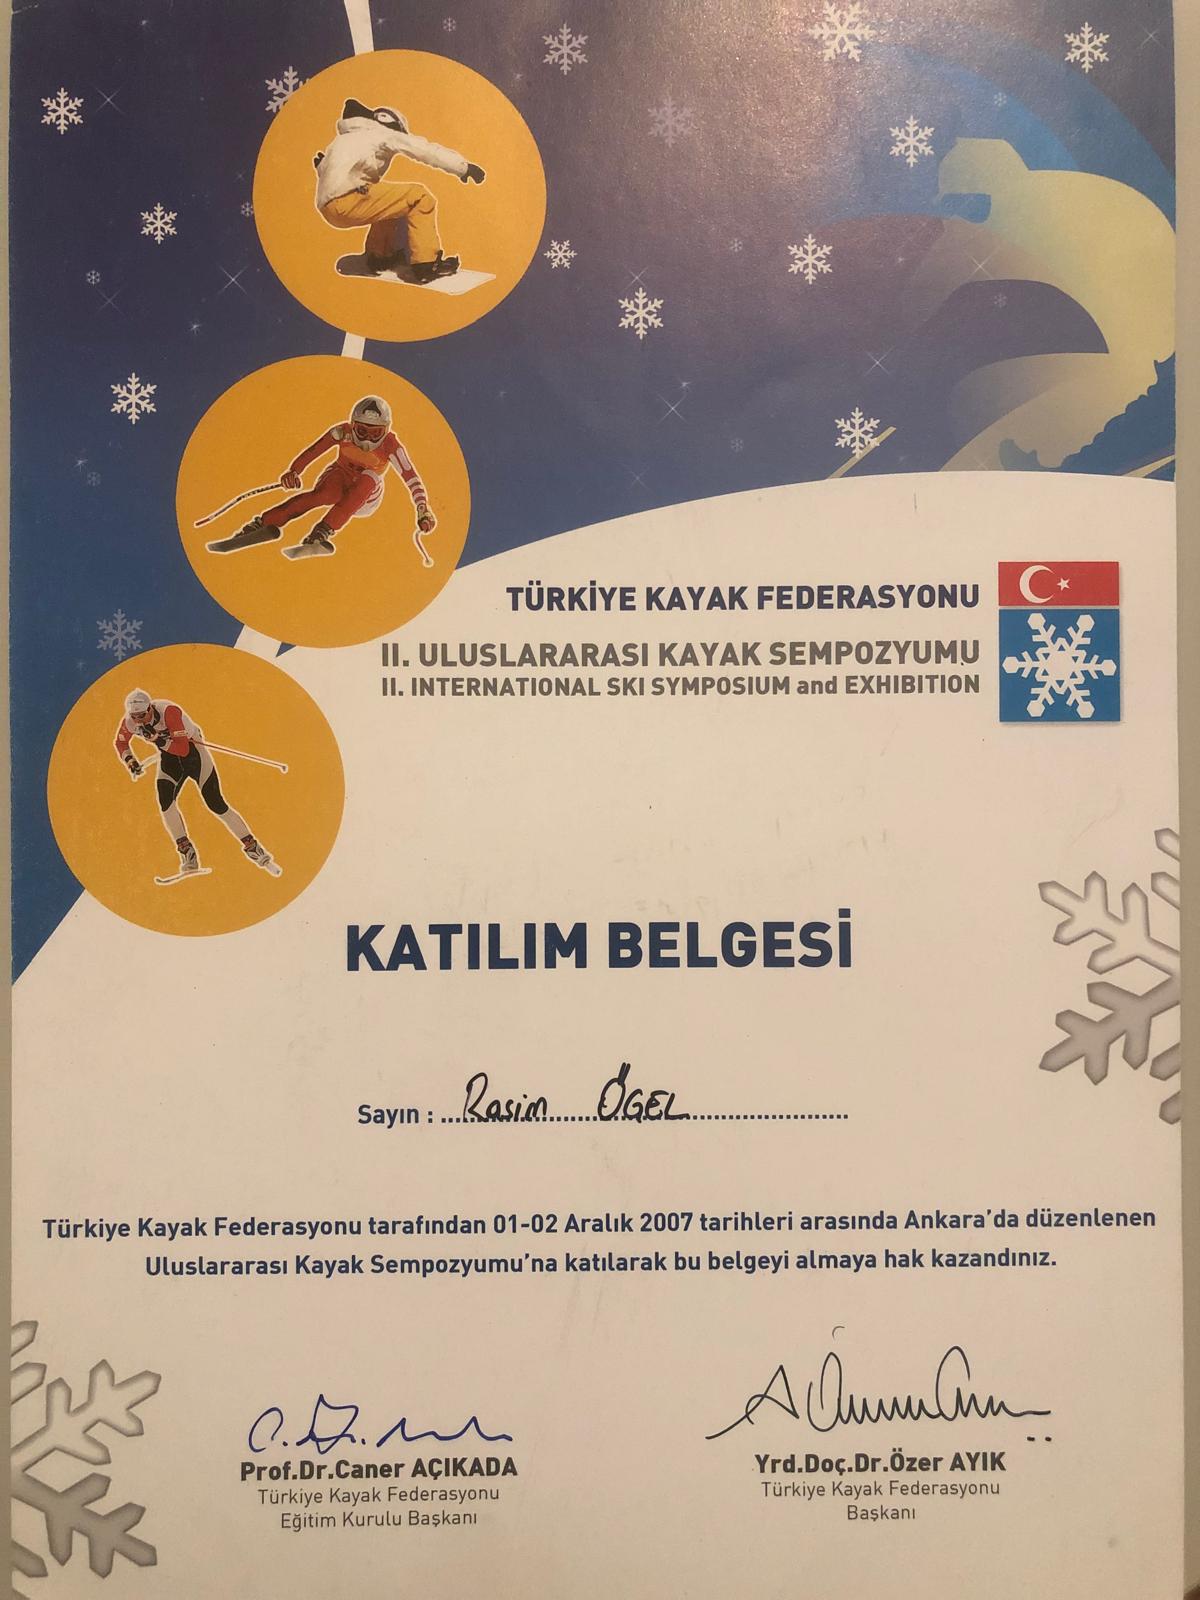 TÜRKİYE KAYAK FEDERASYONU
II. ULUSLARARASI KAYAK SEMPOZYUMU
II. INTERNATIONAL SKI SYMPOSIUM and EXHIBITION
KATILIM BELGESİ
Sayın : Rasim ÖGEL
Türkiye Kayak Federasyonu tarafından 01-02 Aralık 2007 tarihleri arasında Ankara'da düzenlenen
Uluslararası Kayak Sempozyumu'na katılarak bu belgeyi almaya hak kazandınız.
Prof.Dr.Caner AÇIKADA
Türkiye Kayak Federasyonu
Eğitim Kurulu Başkanı
Yrd.Doç.Dr.Özer AYIK
Türkiye Kayak Federasyonu
Başkanı